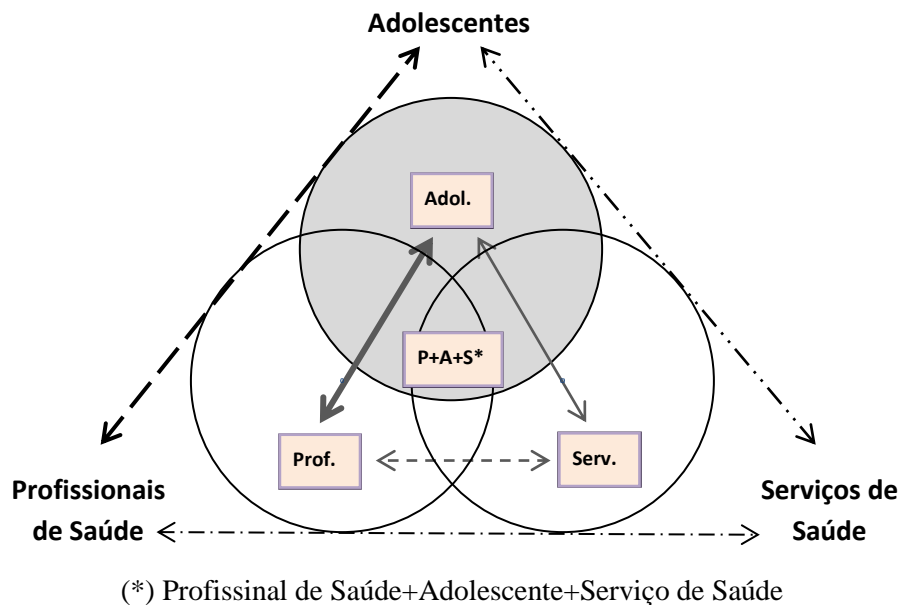 Adolescentes
Adol.
P+A+S*
Prof.
Serv.
Profissionais
de Saúde
Serviços de
Saúde
(*) Profissinal de Saúde+Adolescente+Serviço de Saúde